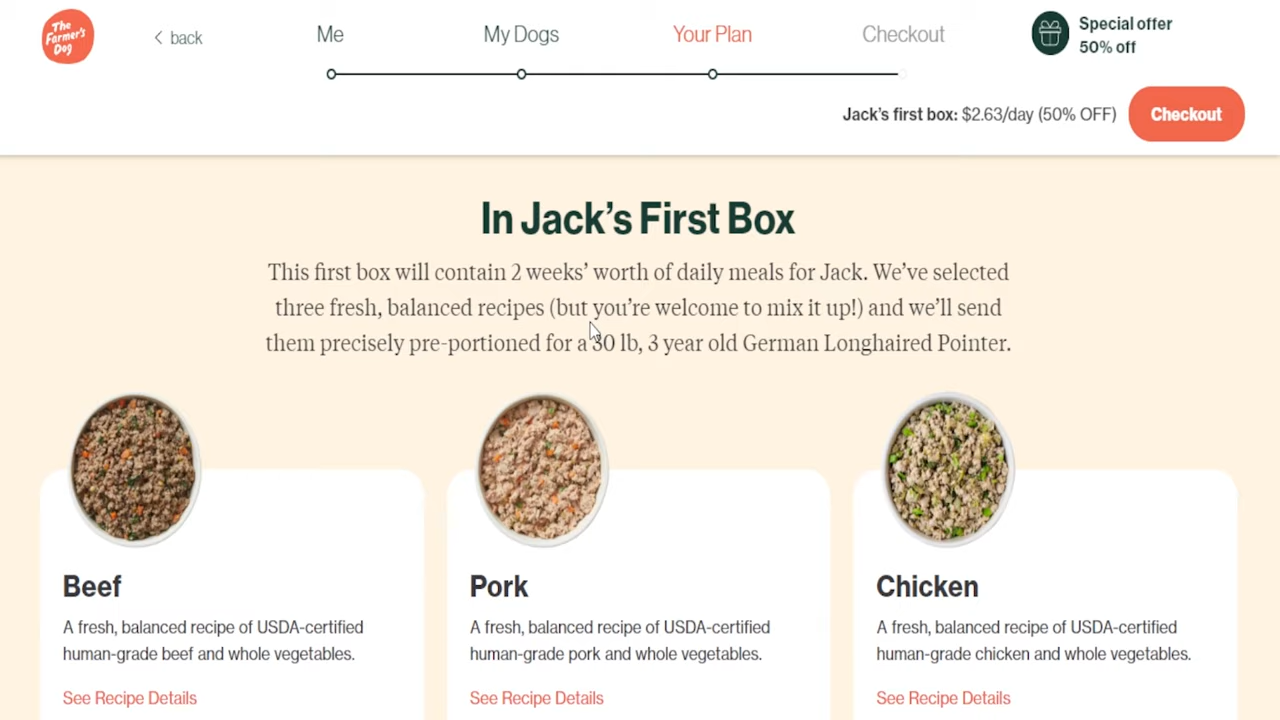 The
Farmer's
Dog
back
Me
My Dogs
Your Plan
Checkout
Special offer
50% off
Jack's first box: $2.63/day (50% OFF)
Checkout
In Jack's First Box
This first box will contain 2 weeks' worth of daily meals for Jack. We've selected
three fresh, balanced recipes (but you're welcome to mix it up!) and we'll send
them precisely pre-portioned for a 30 lb, 3 year old German Longhaired Pointer.
Beef
A fresh, balanced recipe of USDA-certified
human-grade beef and whole vegetables.
See Recipe Details
Pork
A fresh, balanced recipe of USDA-certified
human-grade pork and whole vegetables.
See Recipe Details
Chicken
A fresh, balanced recipe of USDA-certified
human-grade chicken and whole vegetables.
See Recipe Details